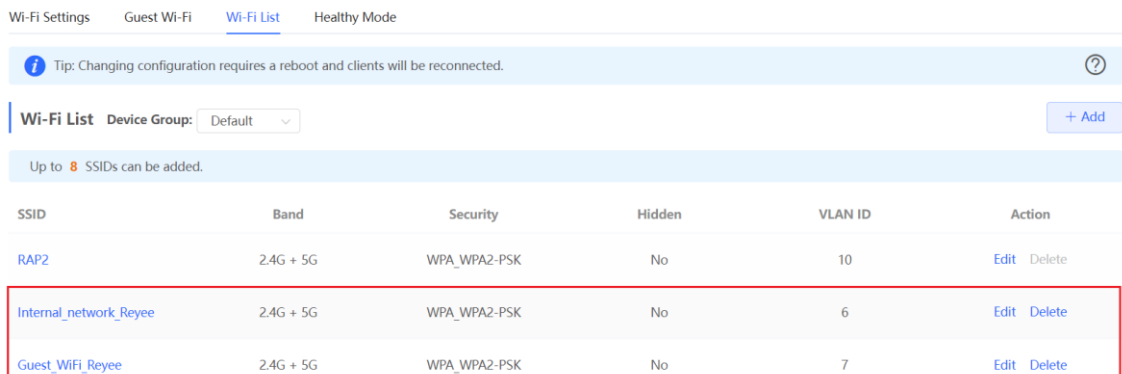 Wi-Fi Settings Guest Wi-Fi Wi-Fi List Healthy Mode
i Tip: Changing configuration requires a reboot and clients will be reconnected. ?
Wi-Fi List Device Group: Default + Add
Up to 8 SSIDs can be added.
SSID Band Security Hidden VLAN ID Action
RAP2 2.4G + 5G WPA_WPA2-PSK No 10 Edit Delete
Internal_network_Reyee 2.4G + 5G WPA_WPA2-PSK No 6 Edit Delete
Guest_WiFi_Reyee 2.4G + 5G WPA_WPA2-PSK No 7 Edit Delete